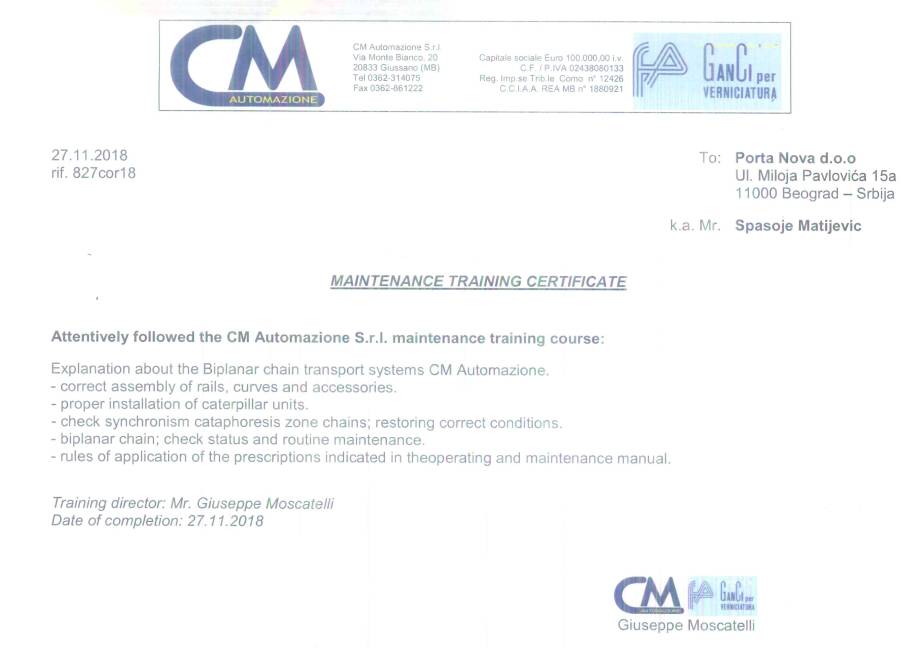 CM
AUTOMAZIONE
CM Automazione S.r.l.
Via Monte Bianco, 20
20833 Giussano (MB)
Tel 0362-314075
Fax 0362-861222
Capitale sociale Euro 100.000,00 i.v.
C.F. / P.IVA 02438080133
Reg. Imp.se Trib.le Como n° 12426
C.C.I.A.A. REA MB n° 1880921
GANCI per
VERNICIATURA
27.11.2018
rif. 827cor18
To: Porta Nova d.o.o
Ul. Miloja Pavlovića 15a
11000 Beograd – Srbija
k.a. Mr. Spasoje Matijevic
MAINTENANCE TRAINING CERTIFICATE
Attentively followed the CM Automazione S.r.l. maintenance training course:
Explanation about the Biplanar chain transport systems CM Automazione.
- correct assembly of rails, curves and accessories.
- proper installation of caterpillar units.
- check synchronism cataphoresis zone chains; restoring correct conditions.
- biplanar chain; check status and routine maintenance.
- rules of application of the prescriptions indicated in theoperating and maintenance manual.
Training director: Mr. Giuseppe Moscatelli
Date of completion: 27.11.2018
CM
AUTOMAZIONE
GANCI per
VERNICIATURA
Giuseppe Moscatelli